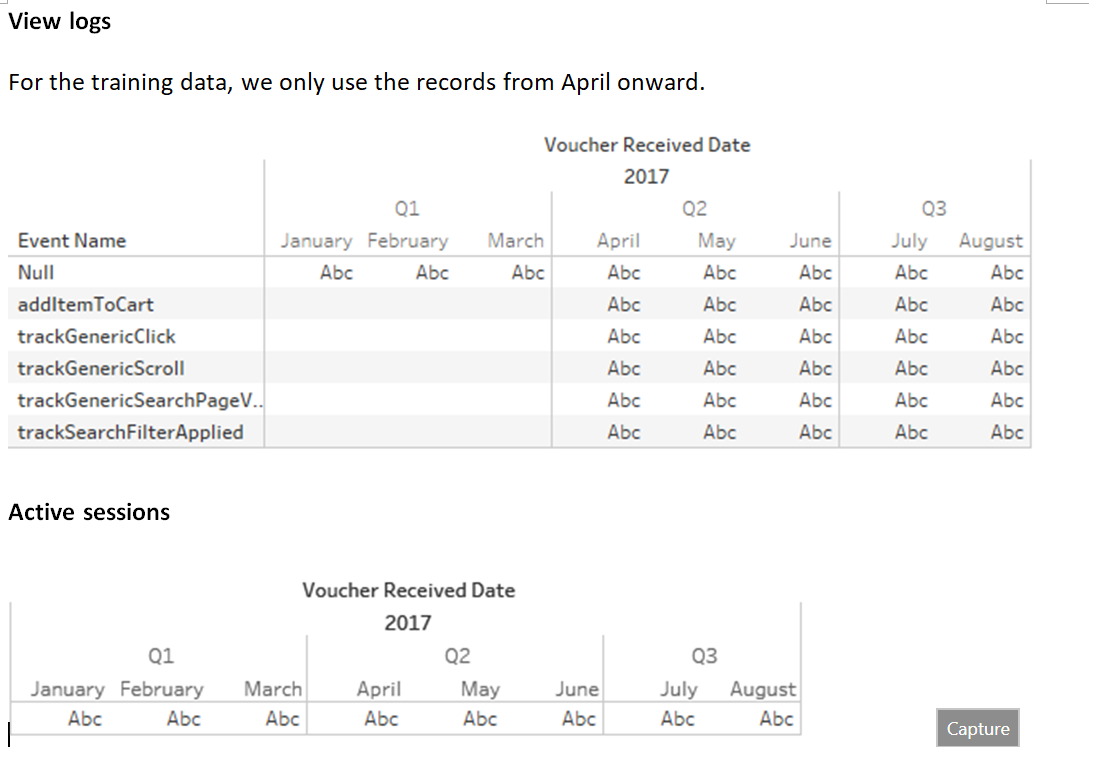 View logs
For the training data, we only use the records from April onward.
Voucher Received Date
2017
Q1 Q2 Q3
Event Name January February March April May June July August
Null Abc Abc Abc Abc Abc Abc Abc Abc
addItemToCart Abc Abc Abc Abc Abc
trackGenericClick Abc Abc Abc Abc Abc
trackGenericScroll Abc Abc Abc Abc Abc
trackGenericSearchPageV.. Abc Abc Abc Abc Abc
trackSearchFilterApplied Abc Abc Abc Abc Abc
Active sessions
Voucher Received Date
2017
Q1 Q2 Q3
January February March April May June July August
Abc Abc Abc Abc Abc Abc Abc Abc
Capture